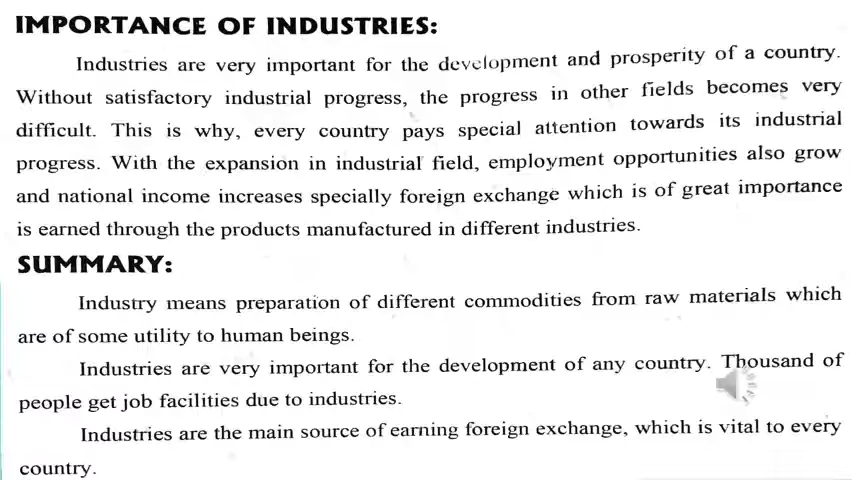 IMPORTANCE OF INDUSTRIES:
Industries are very important for the development and prosperity of a country.
Without satisfactory industrial progress, the progress in other fields becomes very
difficult. This is why, every country pays special attention towards its industrial
progress. With the expansion in industrial field, employment opportunities also grow
and national income increases specially foreign exchange which is of great importance
is earned through the products manufactured in different industries.
SUMMARY:
Industry means preparation of different commodities from raw materials which
are of some utility to human beings.
Industries are very important for the development of any country. Thousand of
people get job facilities due to industries.
Industries are the main source of earning foreign exchange, which is vital to every
country.